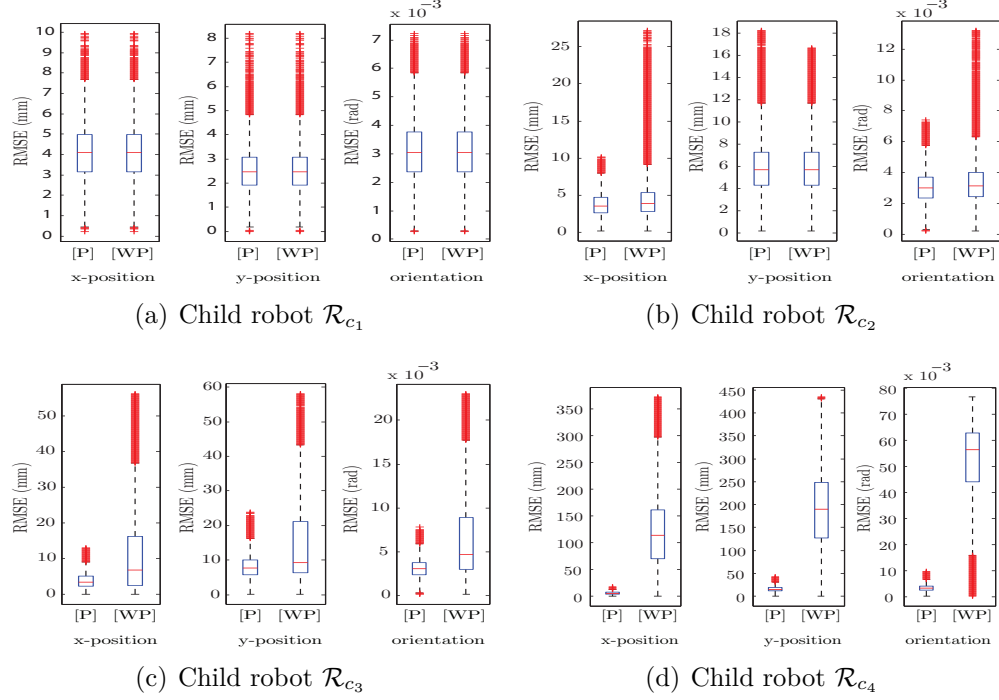 x 10⁻³
RMSE (mm)
10
9
8
7
6
5
4
3
2
1
0
[P] [WP]
x-position
RMSE (mm)
8
7
6
5
4
3
2
1
0
[P] [WP]
y-position
RMSE (rad)
7
6
5
4
3
2
1
0
[P] [WP]
orientation
(a) Child robot 𝓡c₁
x 10⁻³
RMSE (mm)
25
20
15
10
5
0
[P] [WP]
x-position
RMSE (mm)
18
16
14
12
10
8
6
4
2
0
[P] [WP]
y-position
RMSE (rad)
12
10
8
6
4
2
0
[P] [WP]
orientation
(b) Child robot 𝓡c₂
x 10⁻³
RMSE (mm)
50
40
30
20
10
0
[P] [WP]
x-position
RMSE (mm)
60
50
40
30
20
10
0
[P] [WP]
y-position
RMSE (rad)
20
15
10
5
0
[P] [WP]
orientation
(c) Child robot 𝓡c₃
x 10⁻³
RMSE (mm)
350
300
250
200
150
100
50
0
[P] [WP]
x-position
RMSE (mm)
450
400
350
300
250
200
150
100
50
0
[P] [WP]
y-position
RMSE (rad)
80
70
60
50
40
30
20
10
0
[P] [WP]
orientation
(d) Child robot 𝓡c₄